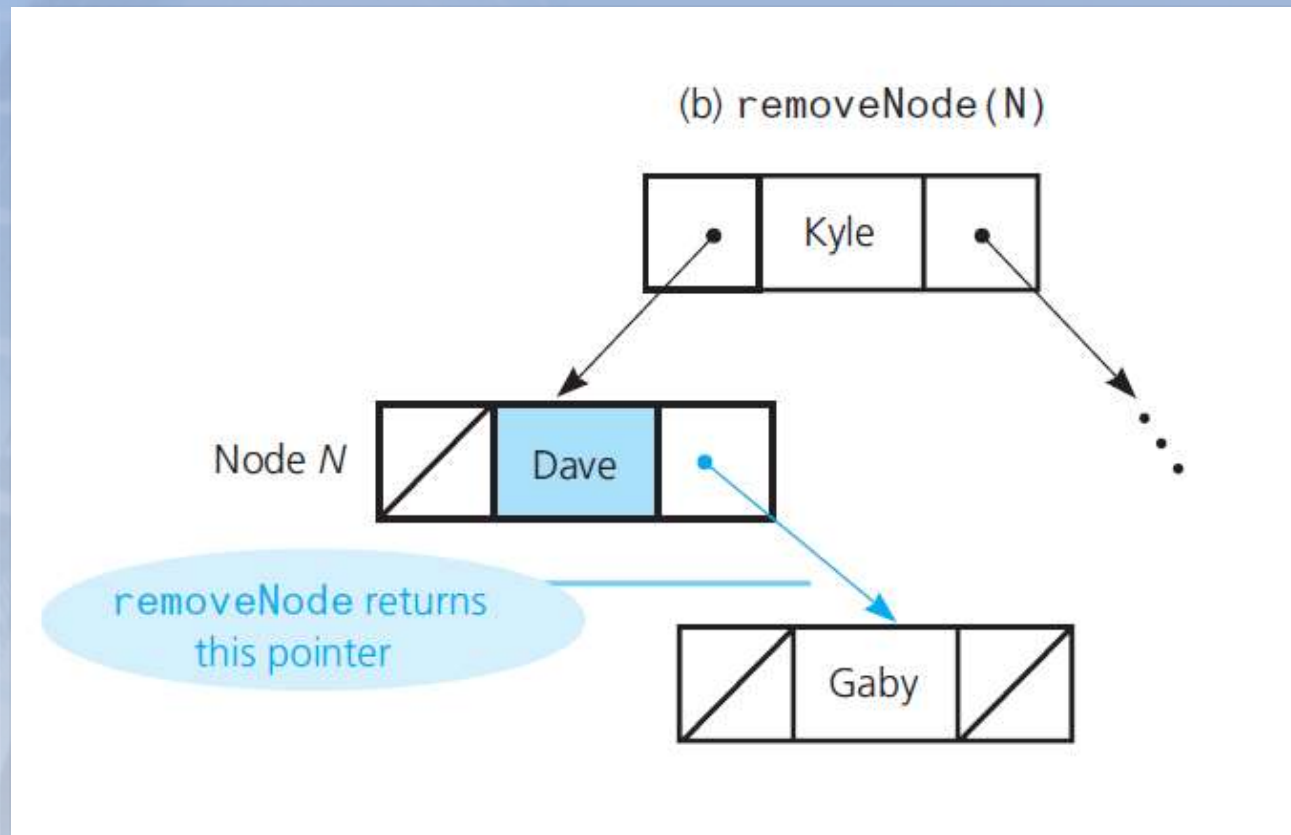 (b) removeNode(N)
Kyle
Node N
Dave
removeNode returns
this pointer
Gaby